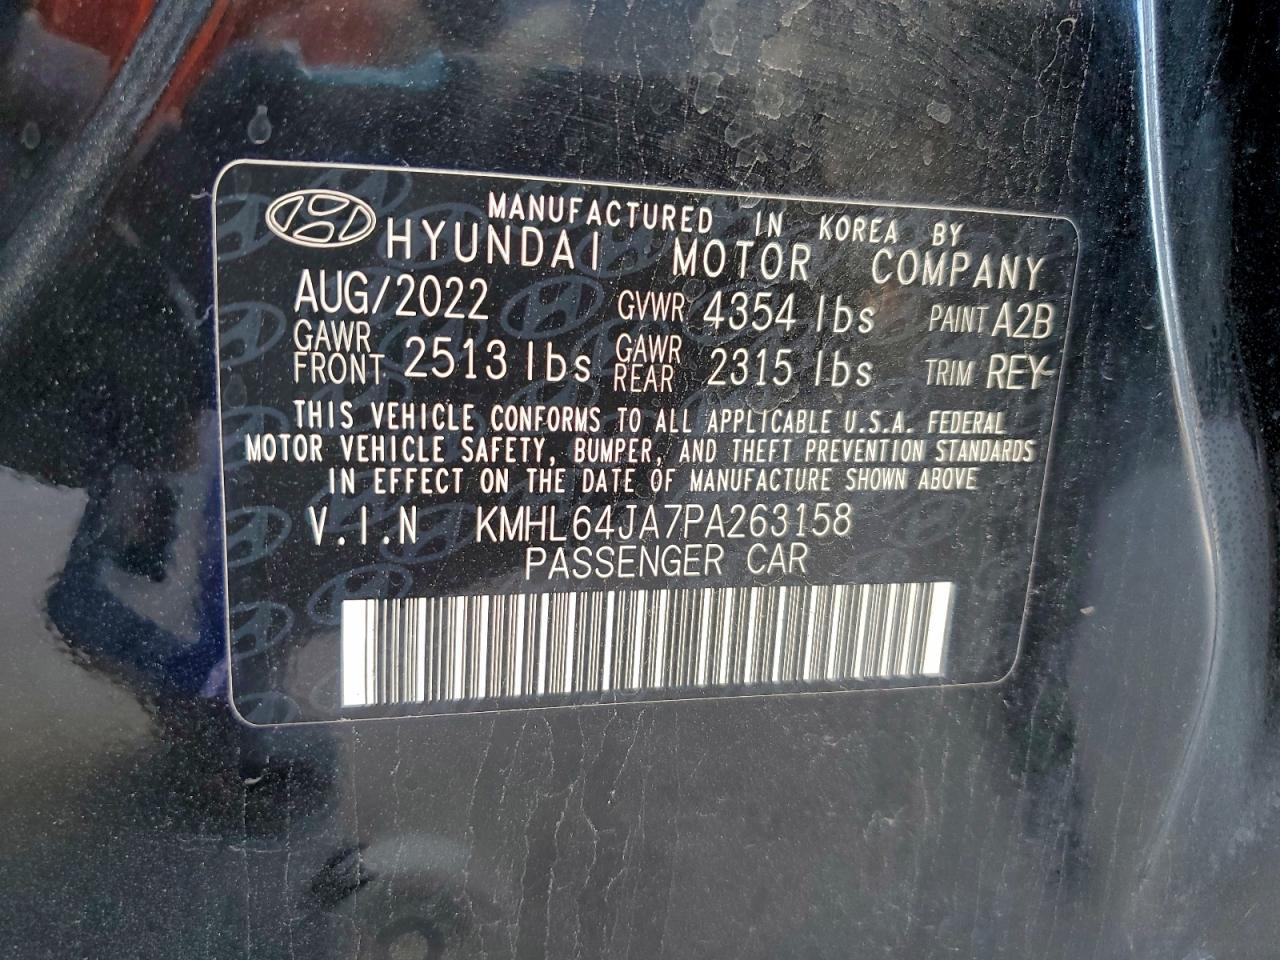 MANUFACTURED IN KOREA BY
HYUNDAI MOTOR COMPANY
AUG/2022 GVWR 4354 lbs PAINT A2B
GAWR FRONT 2513 lbs GAWR REAR 2315 lbs TRIM REY-
THIS VEHICLE CONFORMS TO ALL APPLICABLE U.S.A. FEDERAL
MOTOR VEHICLE SAFETY, BUMPER, AND THEFT PREVENTION STANDARDS
IN EFFECT ON THE DATE OF MANUFACTURE SHOWN ABOVE
V.I.N KMHL64JA7PA263158
PASSENGER CAR